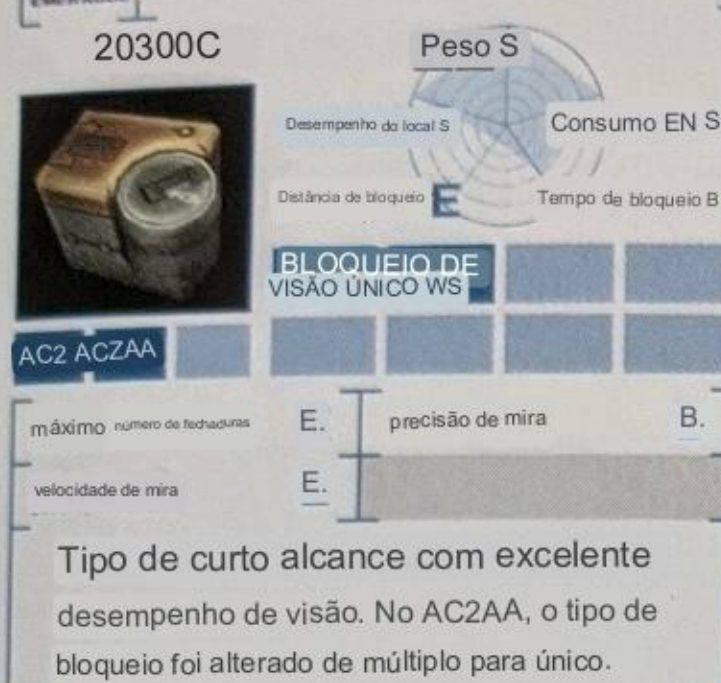 20300C
Peso S
Desempenho do local S
Consumo EN S
Distância de bloqueio E
Tempo de bloqueio B
BLOQUEIO DE
VISÃO ÚNICO WS
AC2 ACZAA
máximo número de fechaduras E.
precisão de mira B.
velocidade de mira E.
Tipo de curto alcance com excelente
desempenho de visão. No AC2AA, o tipo de
bloqueio foi alterado de múltiplo para único.